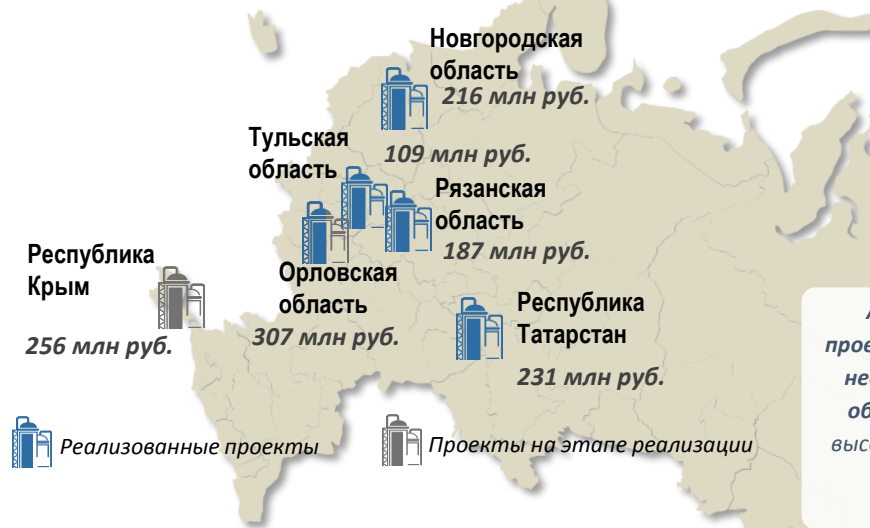 Новгородская
область
216 млн руб.
Тульская
область
109 млн руб.
Рязанская
область
187 млн руб.
Республика
Крым
256 млн руб.
Орловская
область
307 млн руб.
Республика
Татарстан
231 млн руб.
Реализованные проекты
Проекты на этапе реализации